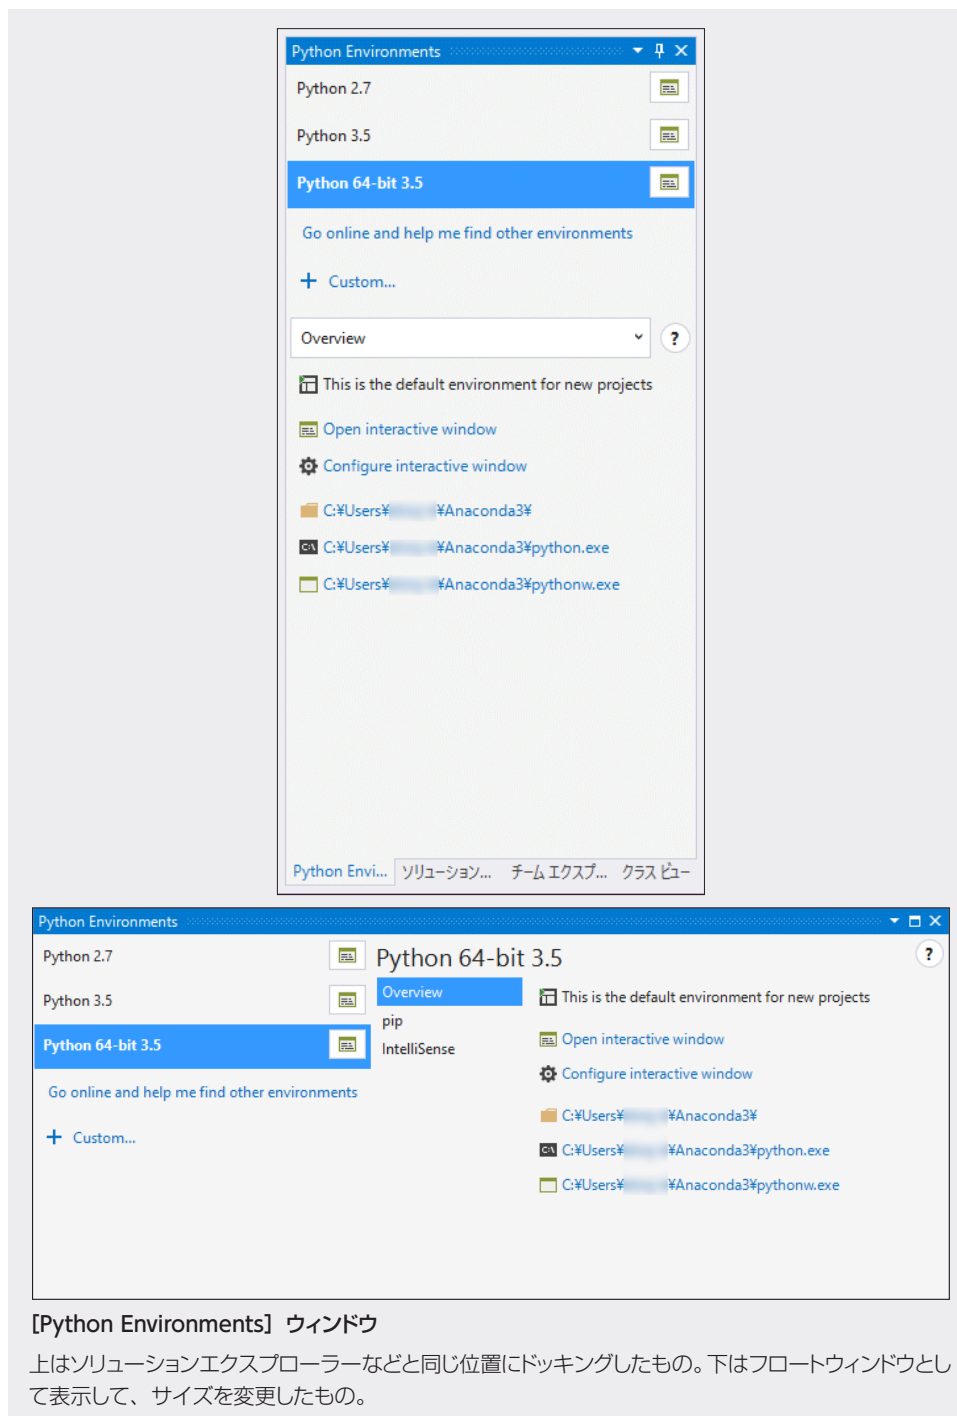 Python Environments
Python 2.7
Python 3.5
Python 64-bit 3.5
Go online and help me find other environments
+ Custom...
Overview
?
This is the default environment for new projects
Open interactive window
Configure interactive window
C:¥Users¥ ¥Anaconda3¥
C:¥Users¥ ¥Anaconda3¥python.exe
C:¥Users¥ ¥Anaconda3¥pythonw.exe
Python Envi... ソリューション... チーム エクスプ... クラス ビュー
Python Environments
Python 2.7
Python 3.5
Python 64-bit 3.5
Go online and help me find other environments
+ Custom...
Python 64-bit 3.5
?
Overview
pip
IntelliSense
This is the default environment for new projects
Open interactive window
Configure interactive window
C:¥Users¥ ¥Anaconda3¥
C:¥Users¥ ¥Anaconda3¥python.exe
C:¥Users¥ ¥Anaconda3¥pythonw.exe
［Python Environments］ウィンドウ
上はソリューションエクスプローラーなどと同じ位置にドッキングしたもの。下はフロートウィンドウとし
て表示して、サイズを変更したもの。